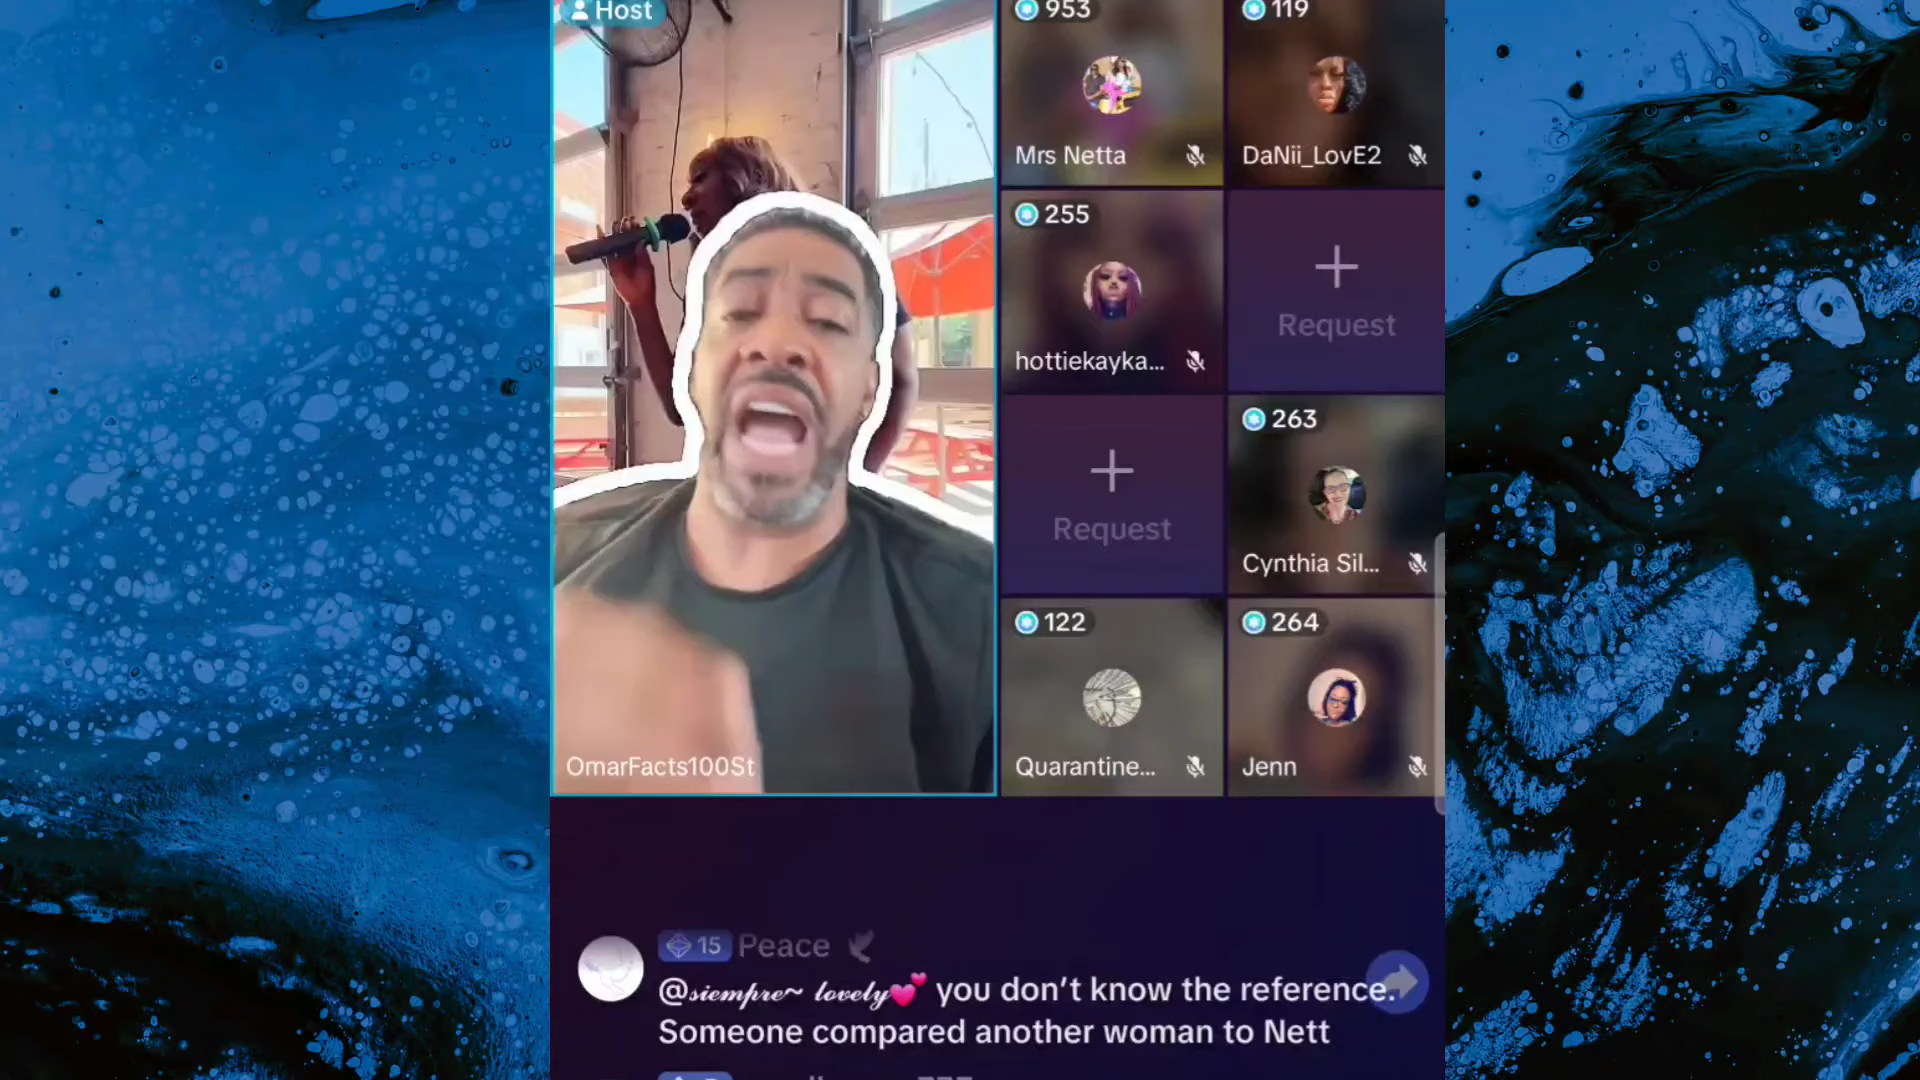 Host
953
119
Mrs Netta
DaNii_LovE2
255
Request
hottiekayka...
263
Request
Cynthia Sil...
122
264
OmarFacts100St
Quarantine...
Jenn
15 Peace
@siempre~ lovely💕 you don’t know the reference.
Someone compared another woman to Nett